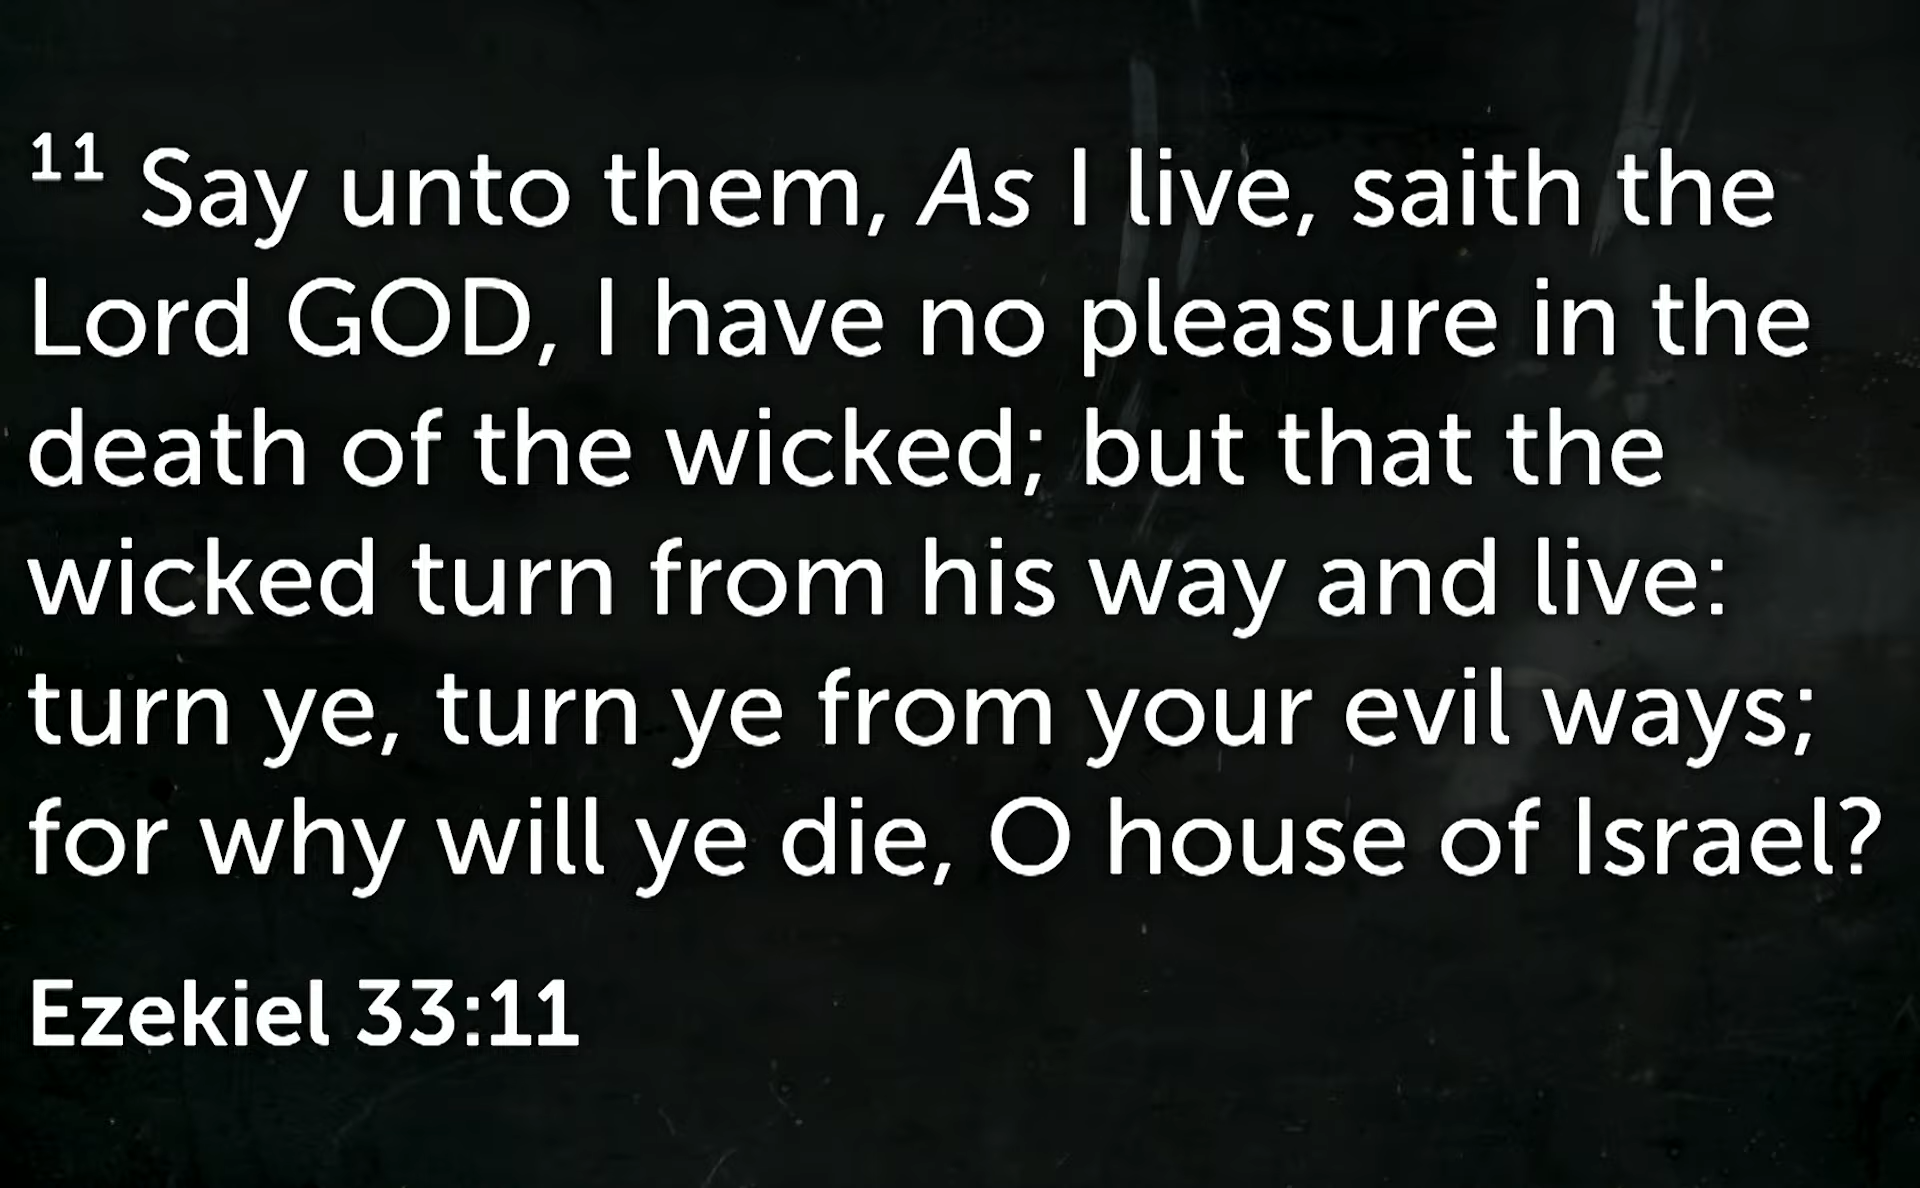 11 Say unto them, As I live, saith the
Lord GOD, I have no pleasure in the
death of the wicked; but that the
wicked turn from his way and live:
turn ye, turn ye from your evil ways;
for why will ye die, O house of Israel?
Ezekiel 33:11